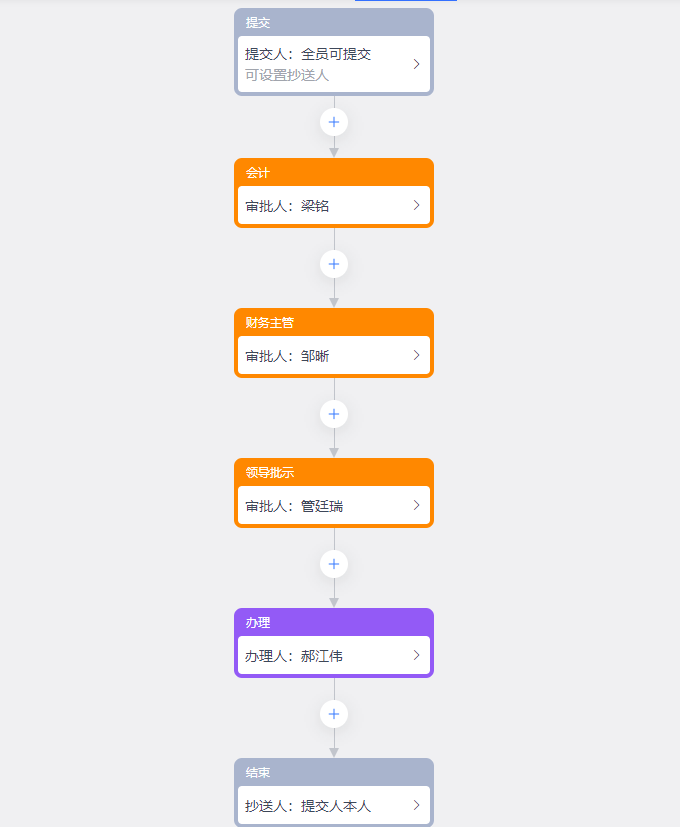 提交
提交人：全员可提交
可设置抄送人
会计
审批人：梁铭
财务主管
审批人：邹晰
领导批示
审批人：管廷瑞
办理
办理人：郝江伟
结束
抄送人：提交人本人